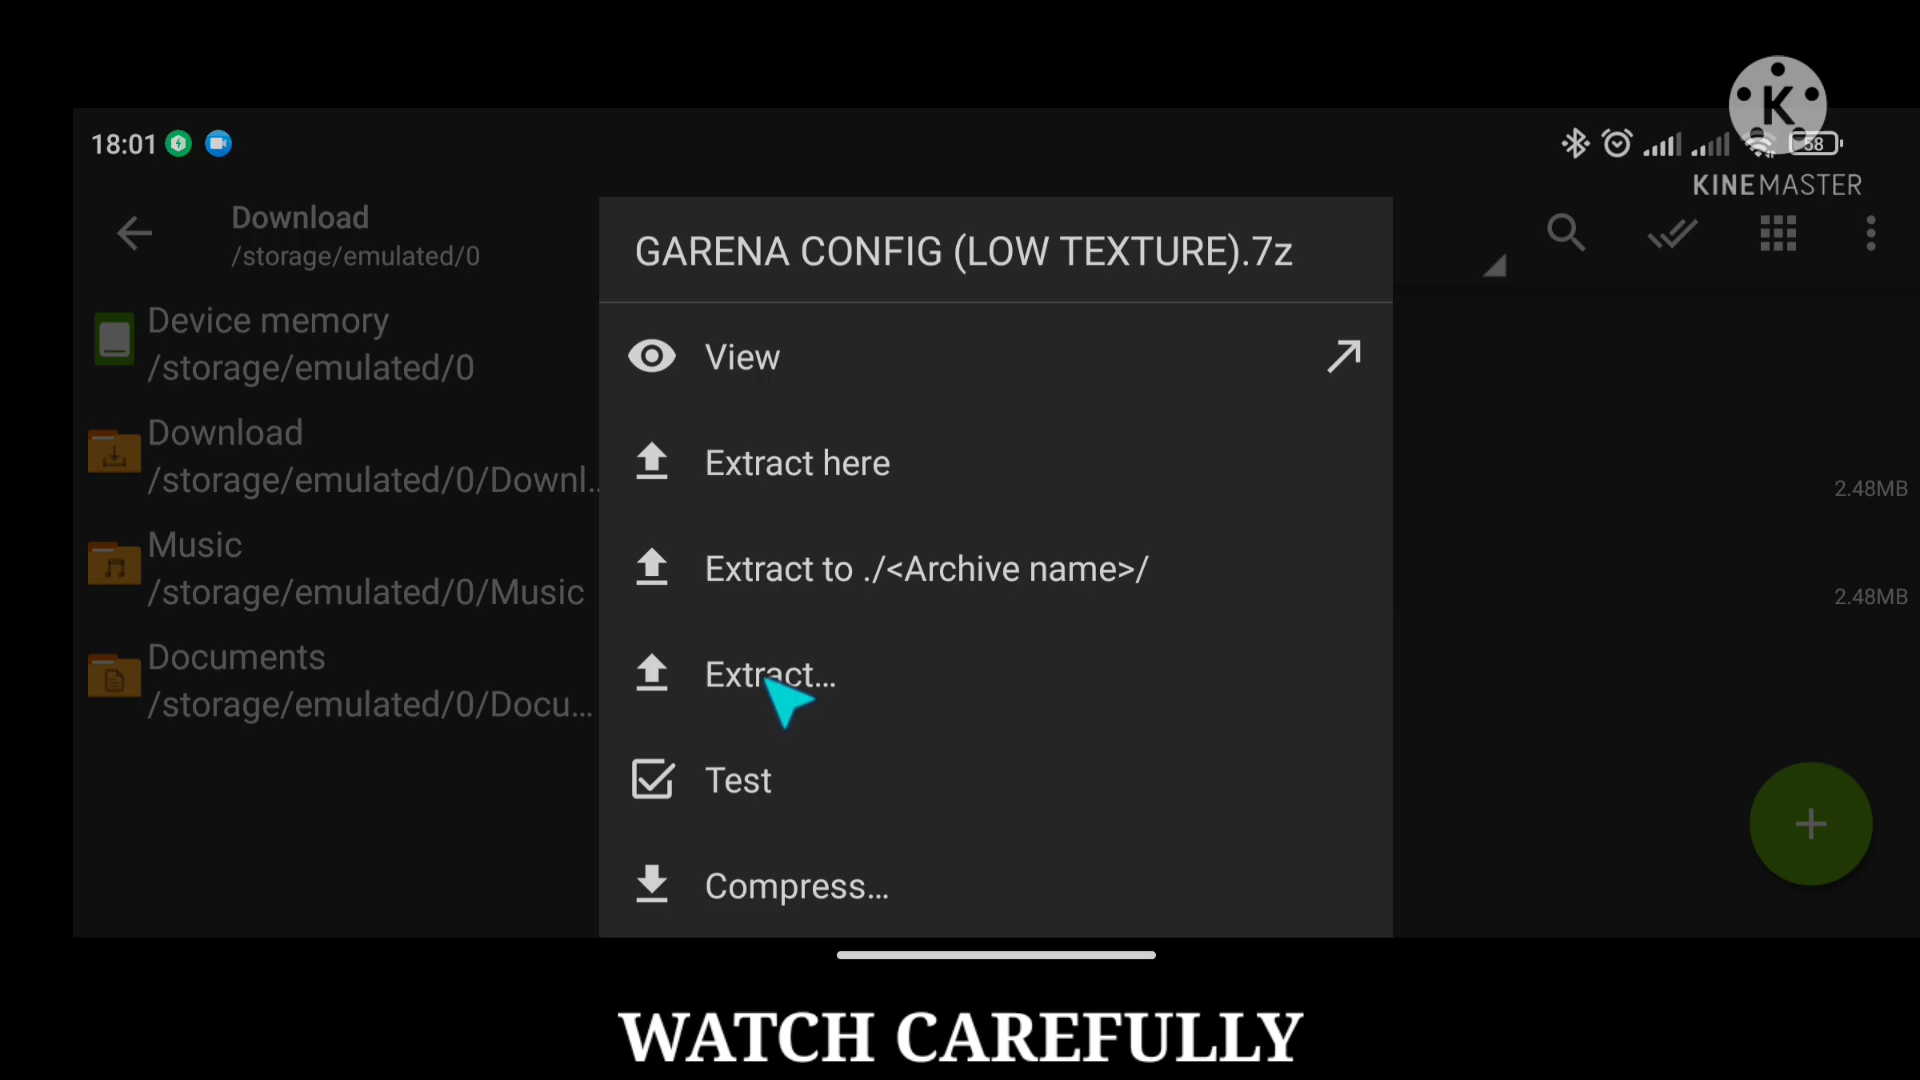 18:01
58
KINEMASTER
Download
/storage/emulated/0
GARENA CONFIG (LOW TEXTURE).7z
Device memory
/storage/emulated/0
View
Download
/storage/emulated/0/Downl...
Extract here
2.48MB
Music
/storage/emulated/0/Music
Extract to ./<Archive name>/
2.48MB
Documents
/storage/emulated/0/Docu...
Extract...
Test
Compress...
WATCH CAREFULLY